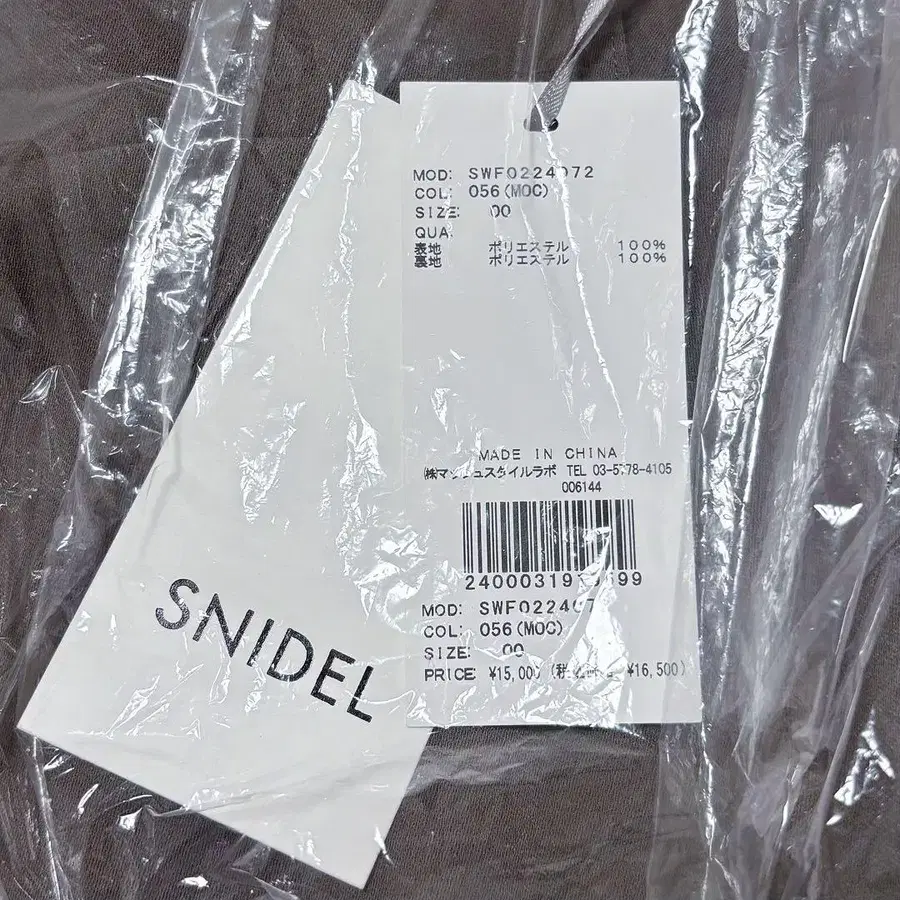 SNIDEL
MOD: SWF0224072
COL: 056(MOC)
SIZE: 00
QUA:
表地 ポリエステル 100%
裏地 ポリエステル 100%
MADE IN CHINA
㈱マッシュスタイルラボ TEL 03-5778-4105
006144
MOD:
COL: 056(MOC)
SIZE: 00
PRICE: ¥15,000 ¥16,500)